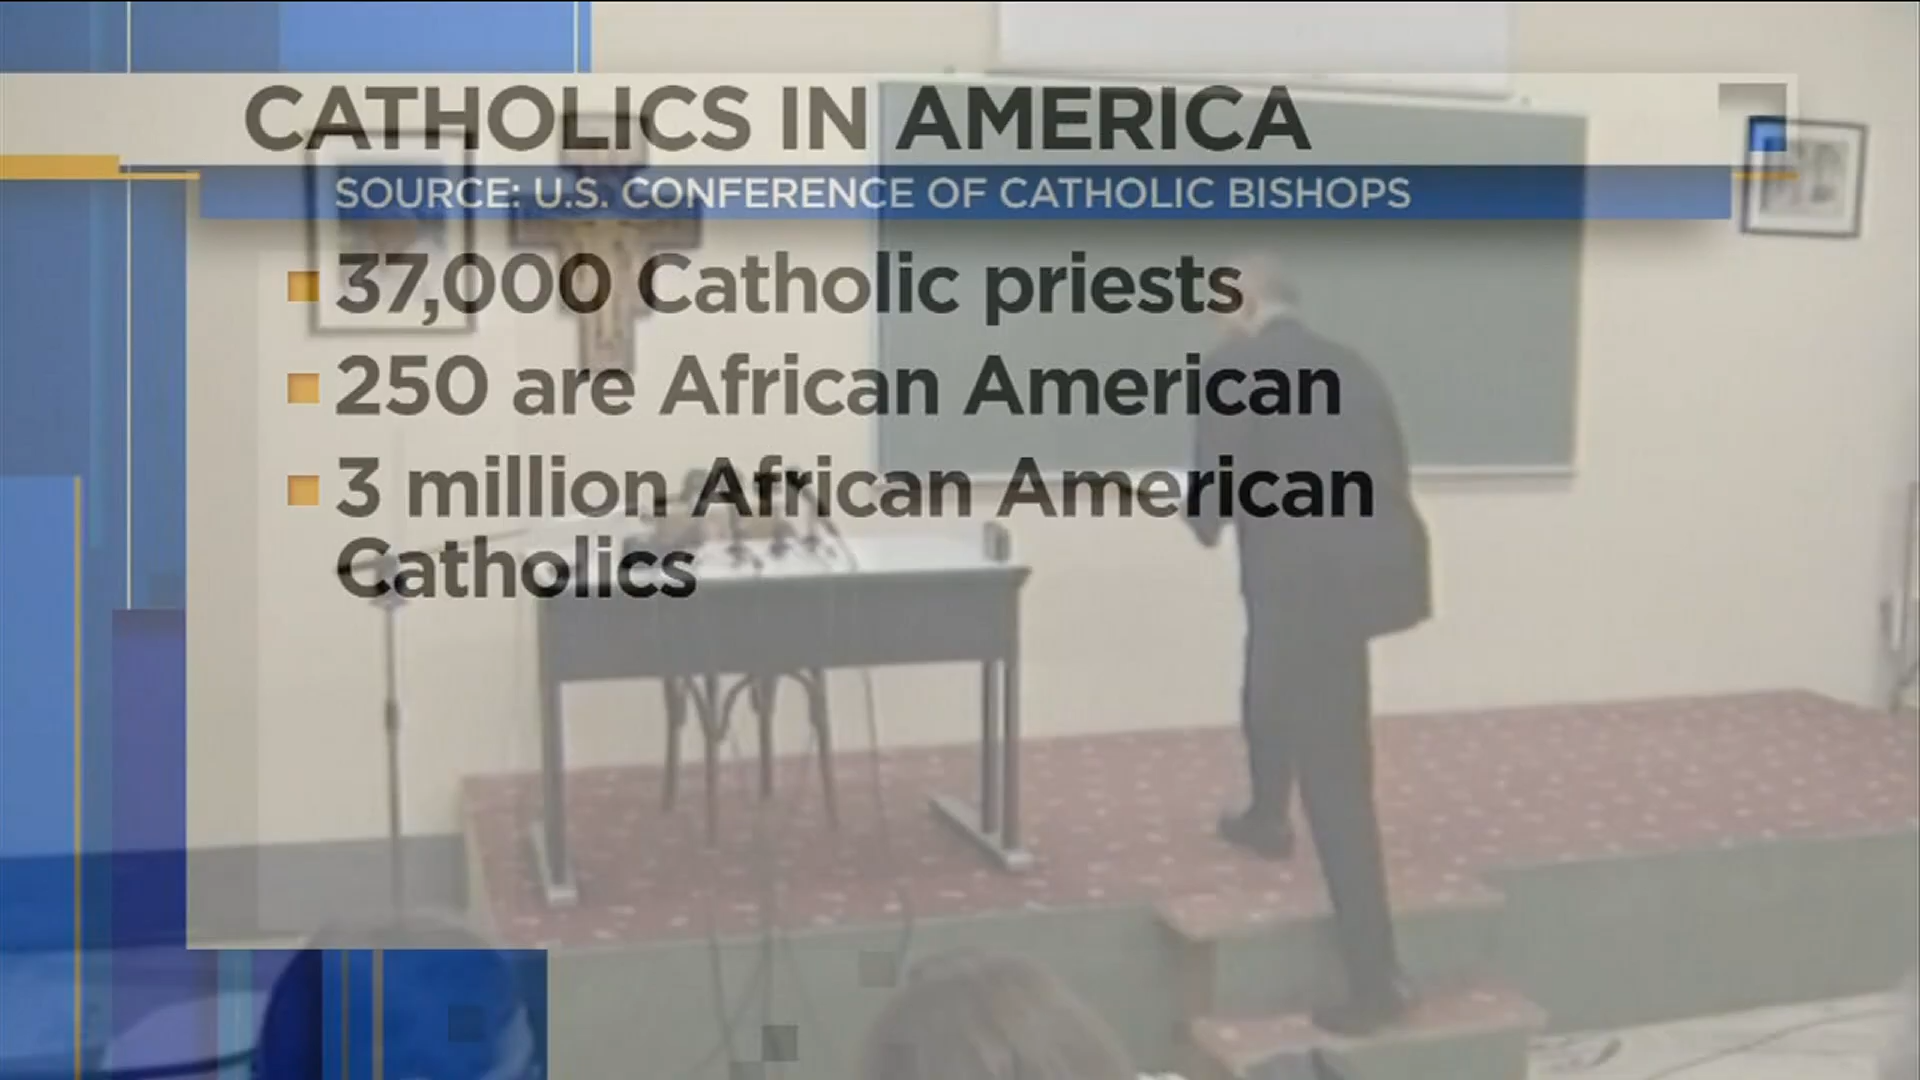 CATHOLICS IN AMERICA
SOURCE: U.S. CONFERENCE OF CATHOLIC BISHOPS
37,000 Catholic priests
250 are African American
3 million African American
Catholics